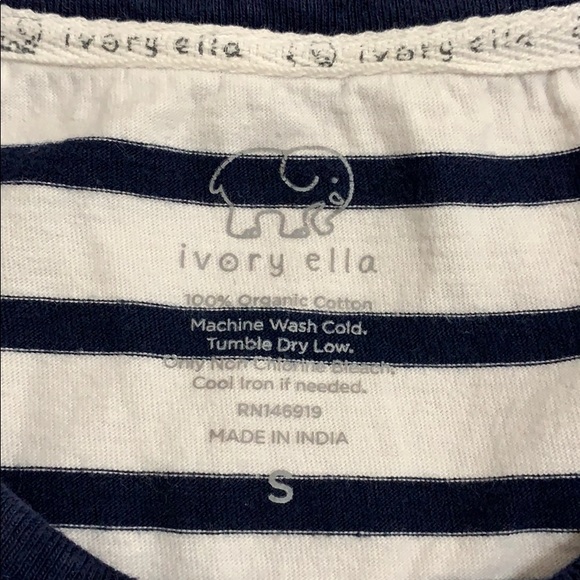 ivory ella ivory ella
ivory ella
100% Organic Cotton
Machine Wash Cold.
Tumble Dry Low.
Only Non Chlorine Bleach.
Cool Iron if needed.
RN146919
MADE IN INDIA
S